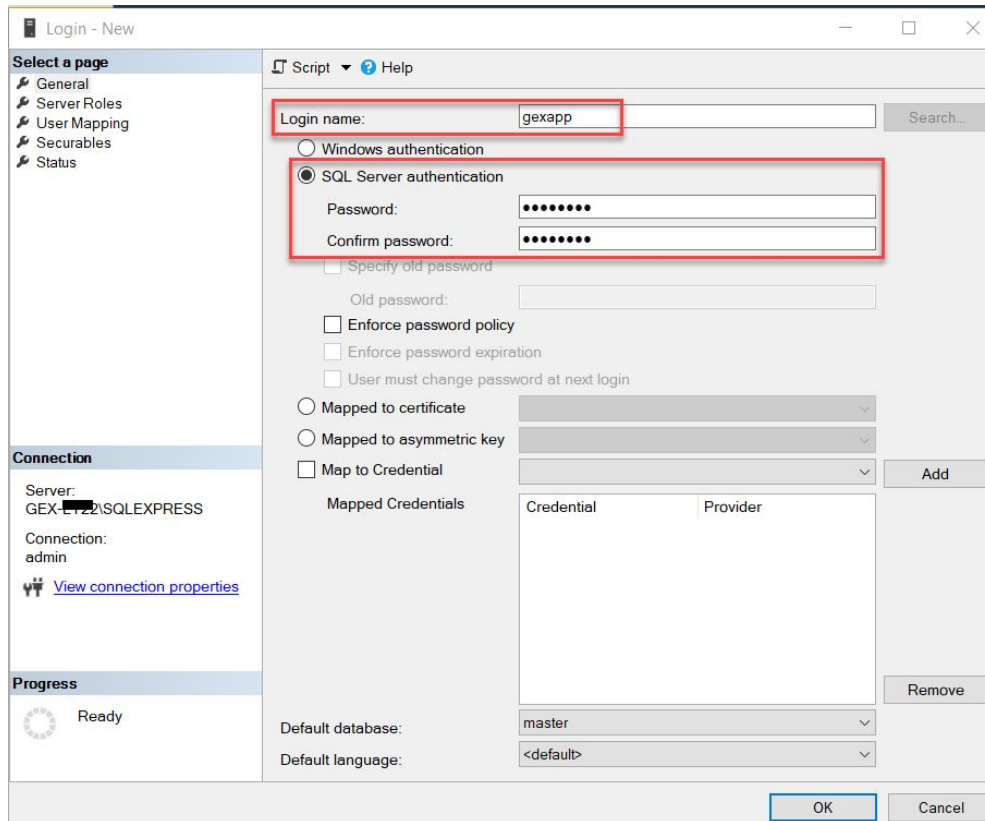 Login - New
Select a page
General
Server Roles
User Mapping
Securables
Status
Script Help
Login name: gexapp Search...
Windows authentication
SQL Server authentication
Password: ●●●●●●●●
Confirm password: ●●●●●●●●
Specify old password
Old password:
Enforce password policy
Enforce password expiration
User must change password at next login
Mapped to certificate
Mapped to asymmetric key
Map to Credential Add
Mapped Credentials Credential Provider
Remove
Default database: master
Default language: <default>
Connection
Server:
\SQLEXPRESS
Connection:
admin
View connection properties
Progress
Ready
OK Cancel